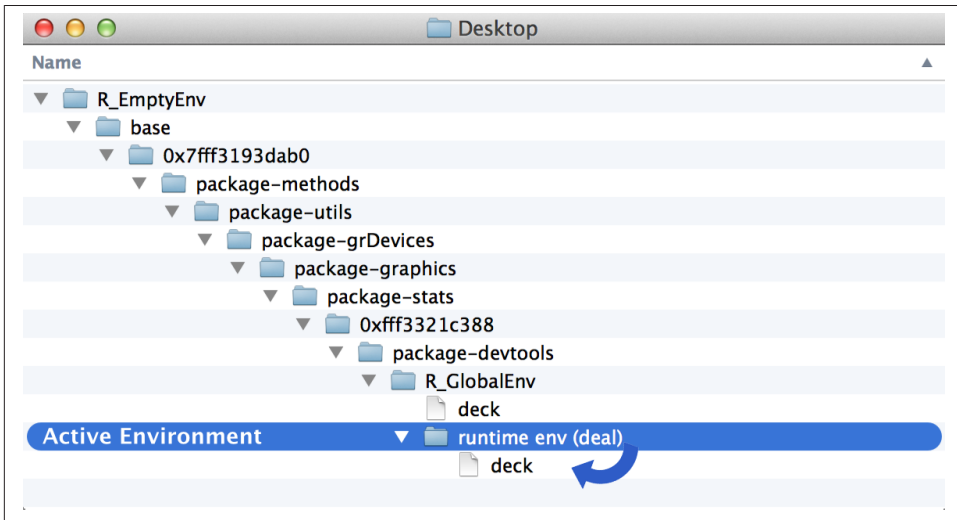 Desktop
Name
R_EmptyEnv
base
0x7fff3193dab0
package-methods
package-utils
package-grDevices
package-graphics
package-stats
0xfff3321c388
package-devtools
R_GlobalEnv
deck
Active Environment runtime env (deal)
deck